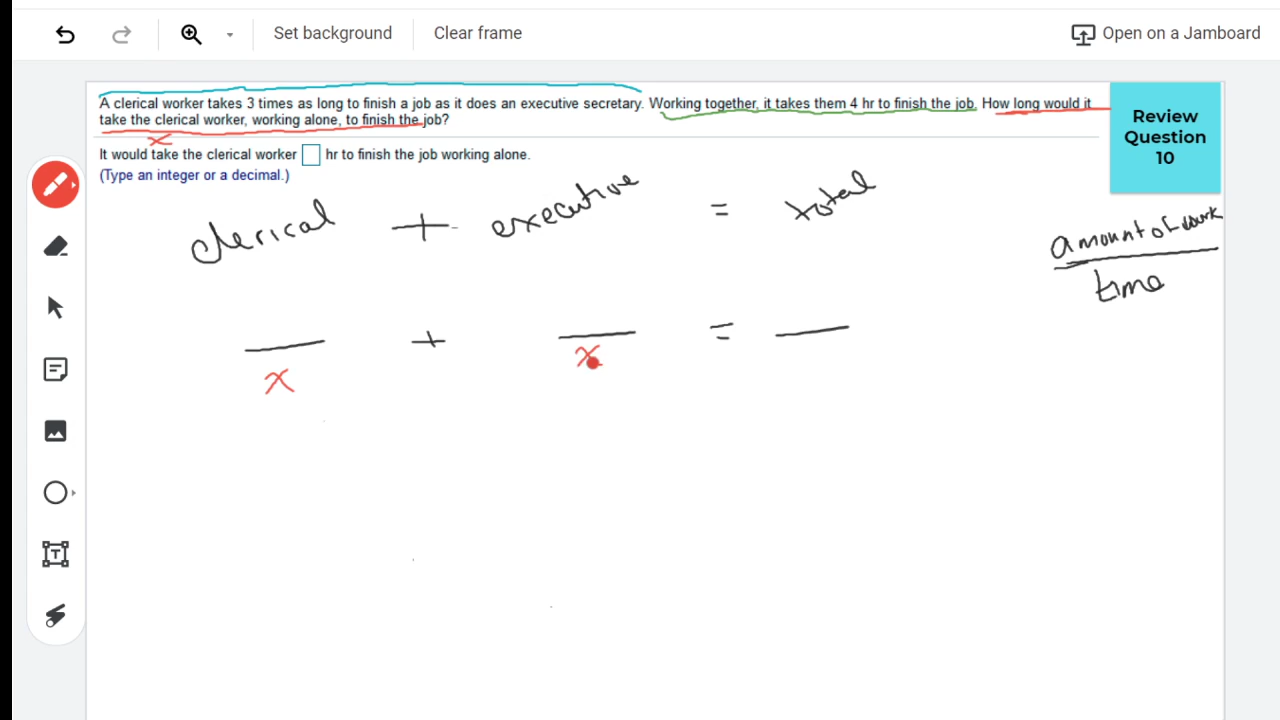 Set background
Clear frame
Open on a Jamboard
A clerical worker takes 3 times as long to finish a job as it does an executive secretary. Working together, it takes them 4 hr to finish the job. How long would it
take the clerical worker, working alone, to finish the job?
x
It would take the clerical worker hr to finish the job working alone.
(Type an integer or a decimal.)
Review
Question
10
clerical + executive = total
amount of work
time
+ =
x x